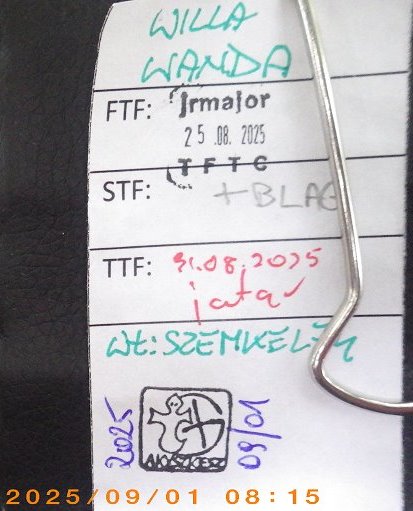 WILLA
WANDA
FTF: jrmajor
25.08.2025
TFTC
STF: +BLAG
TTF: 31.08.2025
jata
wt: SZEMKEL
2025
09/01
2025/09/01 08:15